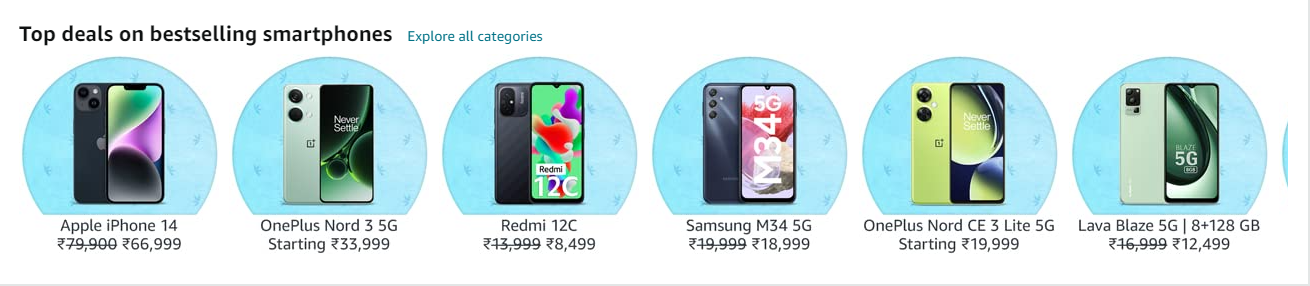 Top deals on bestselling smartphones Explore all categories
Never
Settle
Redmi
12C
5G
M34
Never
Settle
BLAZE
5G
8GB
Apple iPhone 14
₹79,900 ₹66,999
OnePlus Nord 3 5G
Starting ₹33,999
Redmi 12C
₹13,999 ₹8,499
Samsung M34 5G
₹19,999 ₹18,999
OnePlus Nord CE 3 Lite 5G
Starting ₹19,999
Lava Blaze 5G | 8+128 GB
₹16,999 ₹12,499